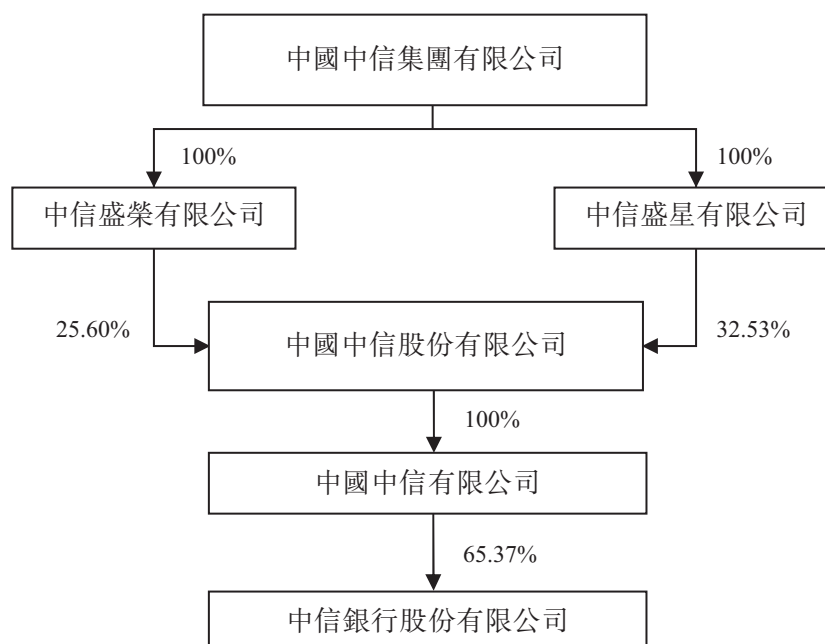 中國中信集團有限公司
100%
100%
中信盛榮有限公司
中信盛星有限公司
25.60%
中國中信股份有限公司
32.53%
100%
中國中信有限公司
65.37%
中信銀行股份有限公司